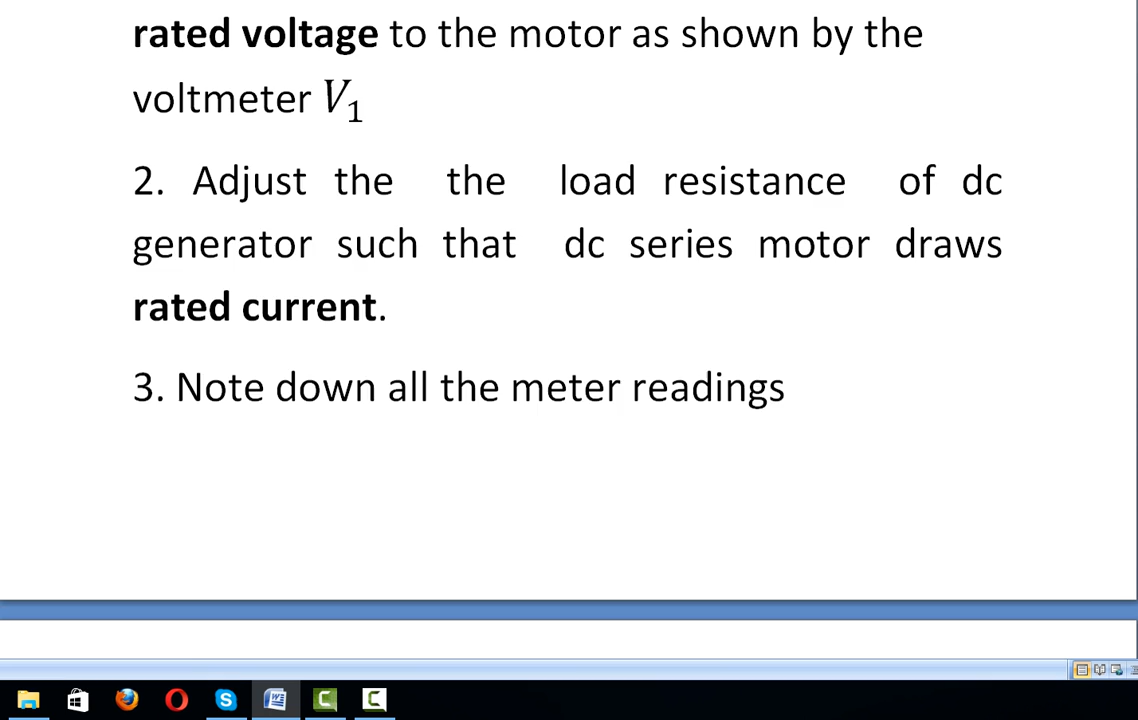 rated voltage to the motor as shown by the
voltmeter V₁
2. Adjust the the load resistance of dc
generator such that dc series motor draws
rated current.
3. Note down all the meter readings